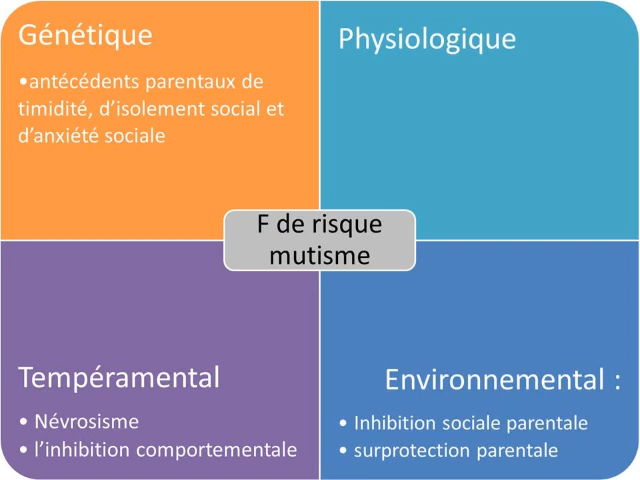 Génétique
•antécédents parentaux de
timidité, d’isolement social et
d’anxiété sociale
Physiologique
F de risque
mutisme
Tempéramental
• Névrosisme
• l’inhibition comportementale
Environnemental :
• Inhibition sociale parentale
• surprotection parentale